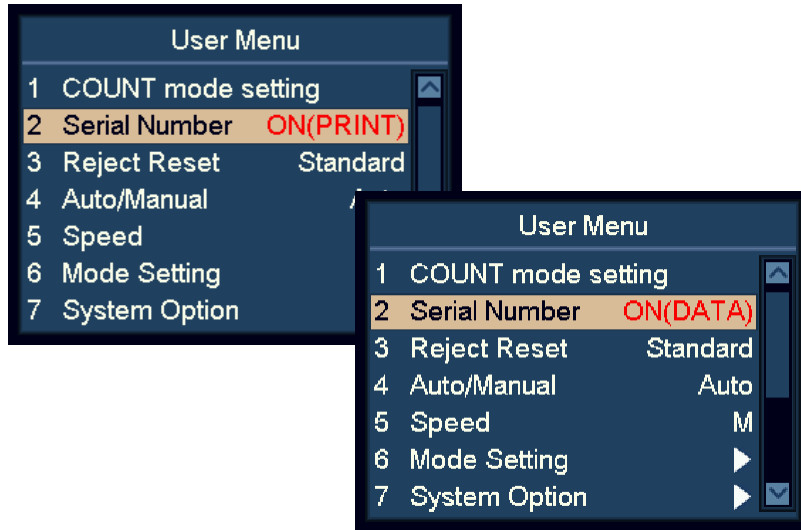 User Menu
1 COUNT mode setting
2 Serial Number ON(PRINT)
3 Reject Reset Standard
4 Auto/Manual
5 Speed
6 Mode Setting
7 System Option
User Menu
1 COUNT mode setting
2 Serial Number ON(DATA)
3 Reject Reset Standard
4 Auto/Manual Auto
5 Speed M
6 Mode Setting
7 System Option